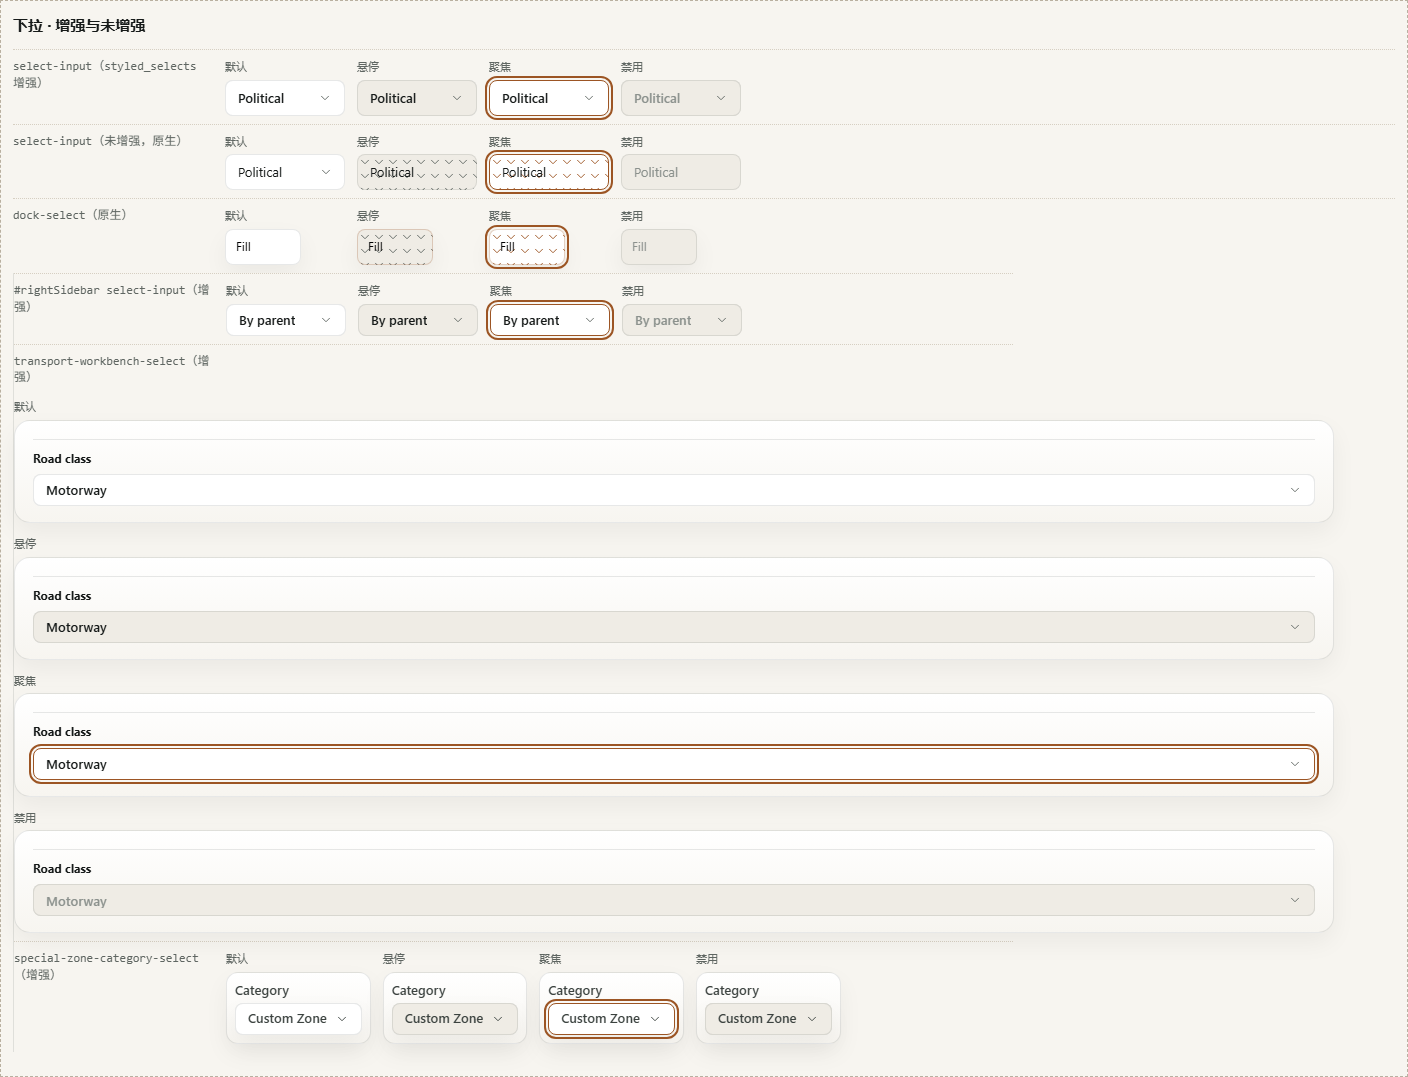 下拉 · 增强与未增强
select-input（styled_selects
增强）
默认
悬停
聚焦
禁用
Political
Political
Political
Political
select-input（未增强，原生）
默认
悬停
聚焦
禁用
Political
Political
Political
Political
dock-select（原生）
默认
悬停
聚焦
禁用
Fill
Fill
Fill
Fill
#rightSidebar select-input（增
强）
默认
悬停
聚焦
禁用
By parent
By parent
By parent
By parent
transport-workbench-select（增
强）
默认
Road class
Motorway
悬停
Road class
Motorway
聚焦
Road class
Motorway
禁用
Road class
Motorway
special-zone-category-select
（增强）
默认
悬停
聚焦
禁用
Category
Category
Category
Category
Custom Zone
Custom Zone
Custom Zone
Custom Zone